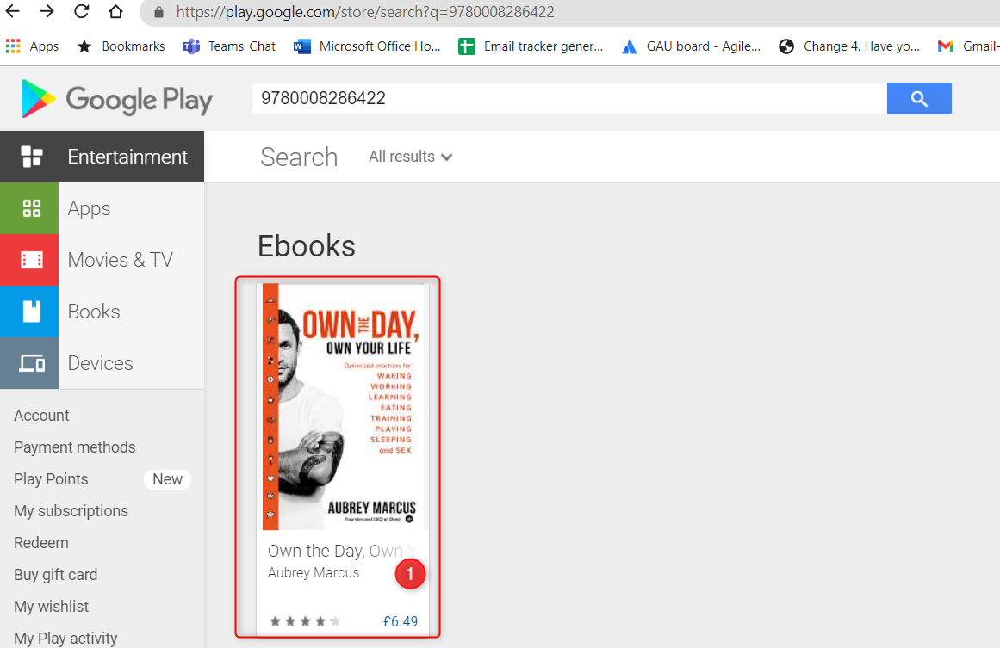 https://play.google.com/store/search?q=9780008286422
Apps
Bookmarks
Teams_Chat
Microsoft Office Ho...
Email tracker gener...
GAU board - Agile...
Change 4. Have yo...
Gmail-
Google Play
9780008286422
Entertainment
Search
All results
Apps
Movies & TV
Books
Devices
Account
Payment methods
Play Points
New
My subscriptions
Redeem
Buy gift card
My wishlist
My Play activity
Ebooks
OWN THE DAY,
OWN YOUR LIFE
Optimized practices for
WAKING
WORKING
LEARNING
EATING
TRAINING
PLAYING
SLEEPING
and SEX
AUBREY MARCUS
Founder and CEO of Onnit
Own the Day, Own Y
Aubrey Marcus
1
£6.49